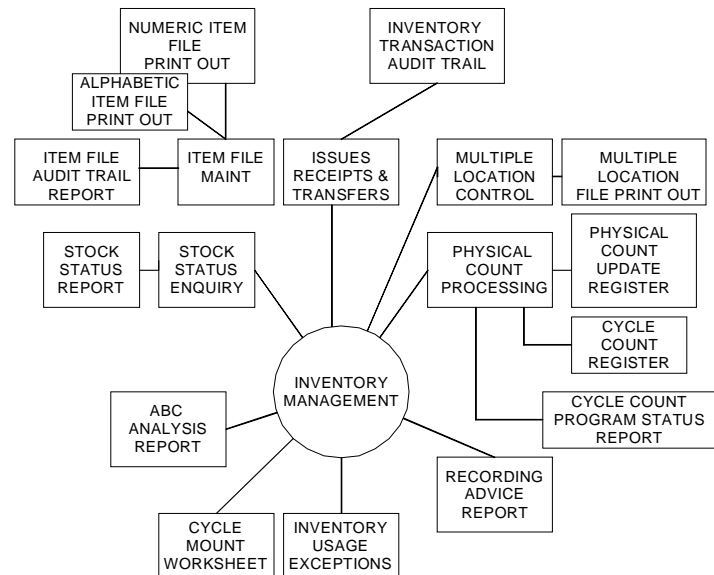 NUMERIC ITEM
FILE
PRINT OUT
INVENTORY
TRANSACTION
AUDIT TRAIL
ALPHABETIC
ITEM FILE
PRINT OUT
ITEM FILE
AUDIT TRAIL
REPORT
ITEM FILE
MAINT
ISSUES
RECEIPTS &
TRANSFERS
MULTIPLE
LOCATION
CONTROL
MULTIPLE
LOCATION
FILE PRINT OUT
STOCK
STATUS
REPORT
STOCK
STATUS
ENQUIRY
PHYSICAL
COUNT
PROCESSING
PHYSICAL
COUNT
UPDATE
REGISTER
CYCLE
COUNT
REGISTER
INVENTORY
MANAGEMENT
ABC
ANALYSIS
REPORT
CYCLE COUNT
PROGRAM STATUS
REPORT
RECORDING
ADVICE
REPORT
CYCLE
MOUNT
WORKSHEET
INVENTORY
USAGE
EXCEPTIONS